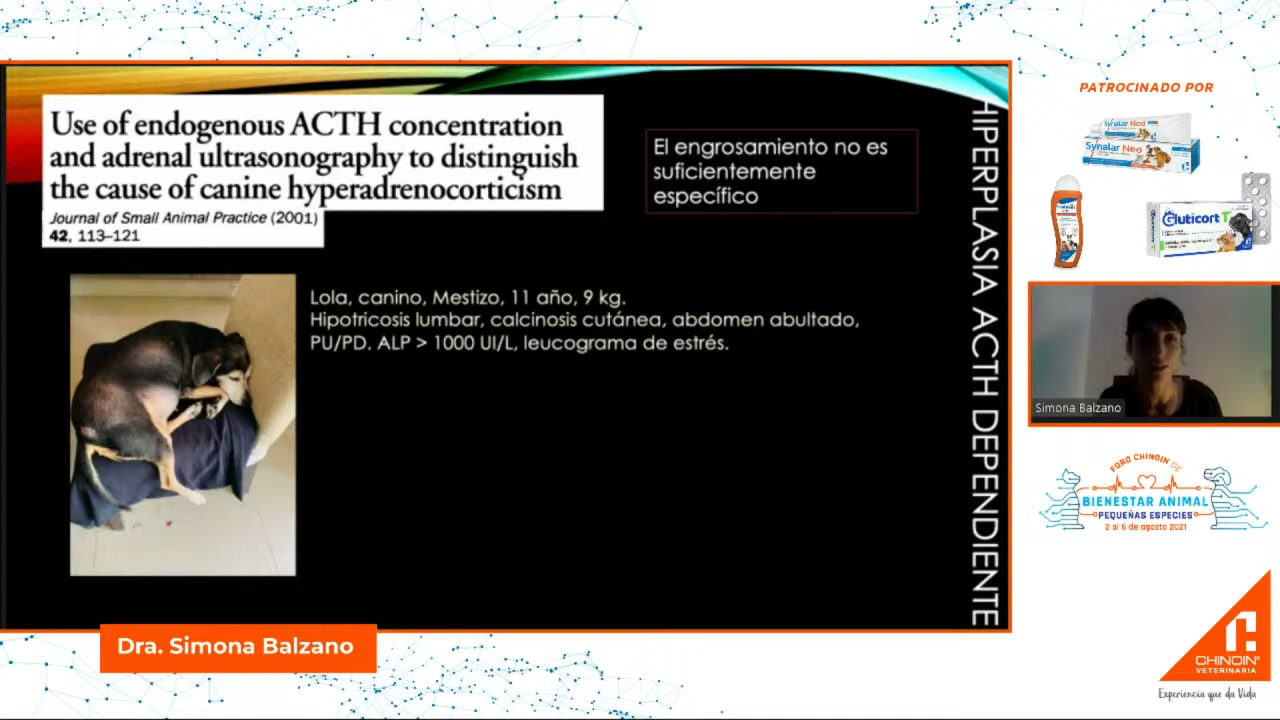 Use of endogenous ACTH concentration
and adrenal ultrasonography to distinguish
the cause of canine hyperadrenocorticism
Journal of Small Animal Practice (2001)
42, 113–121
El engrosamiento no es
suficientemente
específico
HIPERPLASIA ACTH DEPENDIENTE
Lola, canino, Mestizo, 11 año, 9 kg.
Hipotricosis lumbar, calcinosis cutánea, abdomen abultado,
PU/PD. ALP > 1000 UI/L, leucograma de estrés.
Dra. Simona Balzano
PATROCINADO POR
Synalar Neo
Synalar Neo
Gluticort
Simona Balzano
FORO CHINOIN DE
BIENESTAR ANIMAL
PEQUEÑAS ESPECIES
2 al 6 de agosto 2021
CHINOIN
VETERINARIA
Experiencia que da Vida